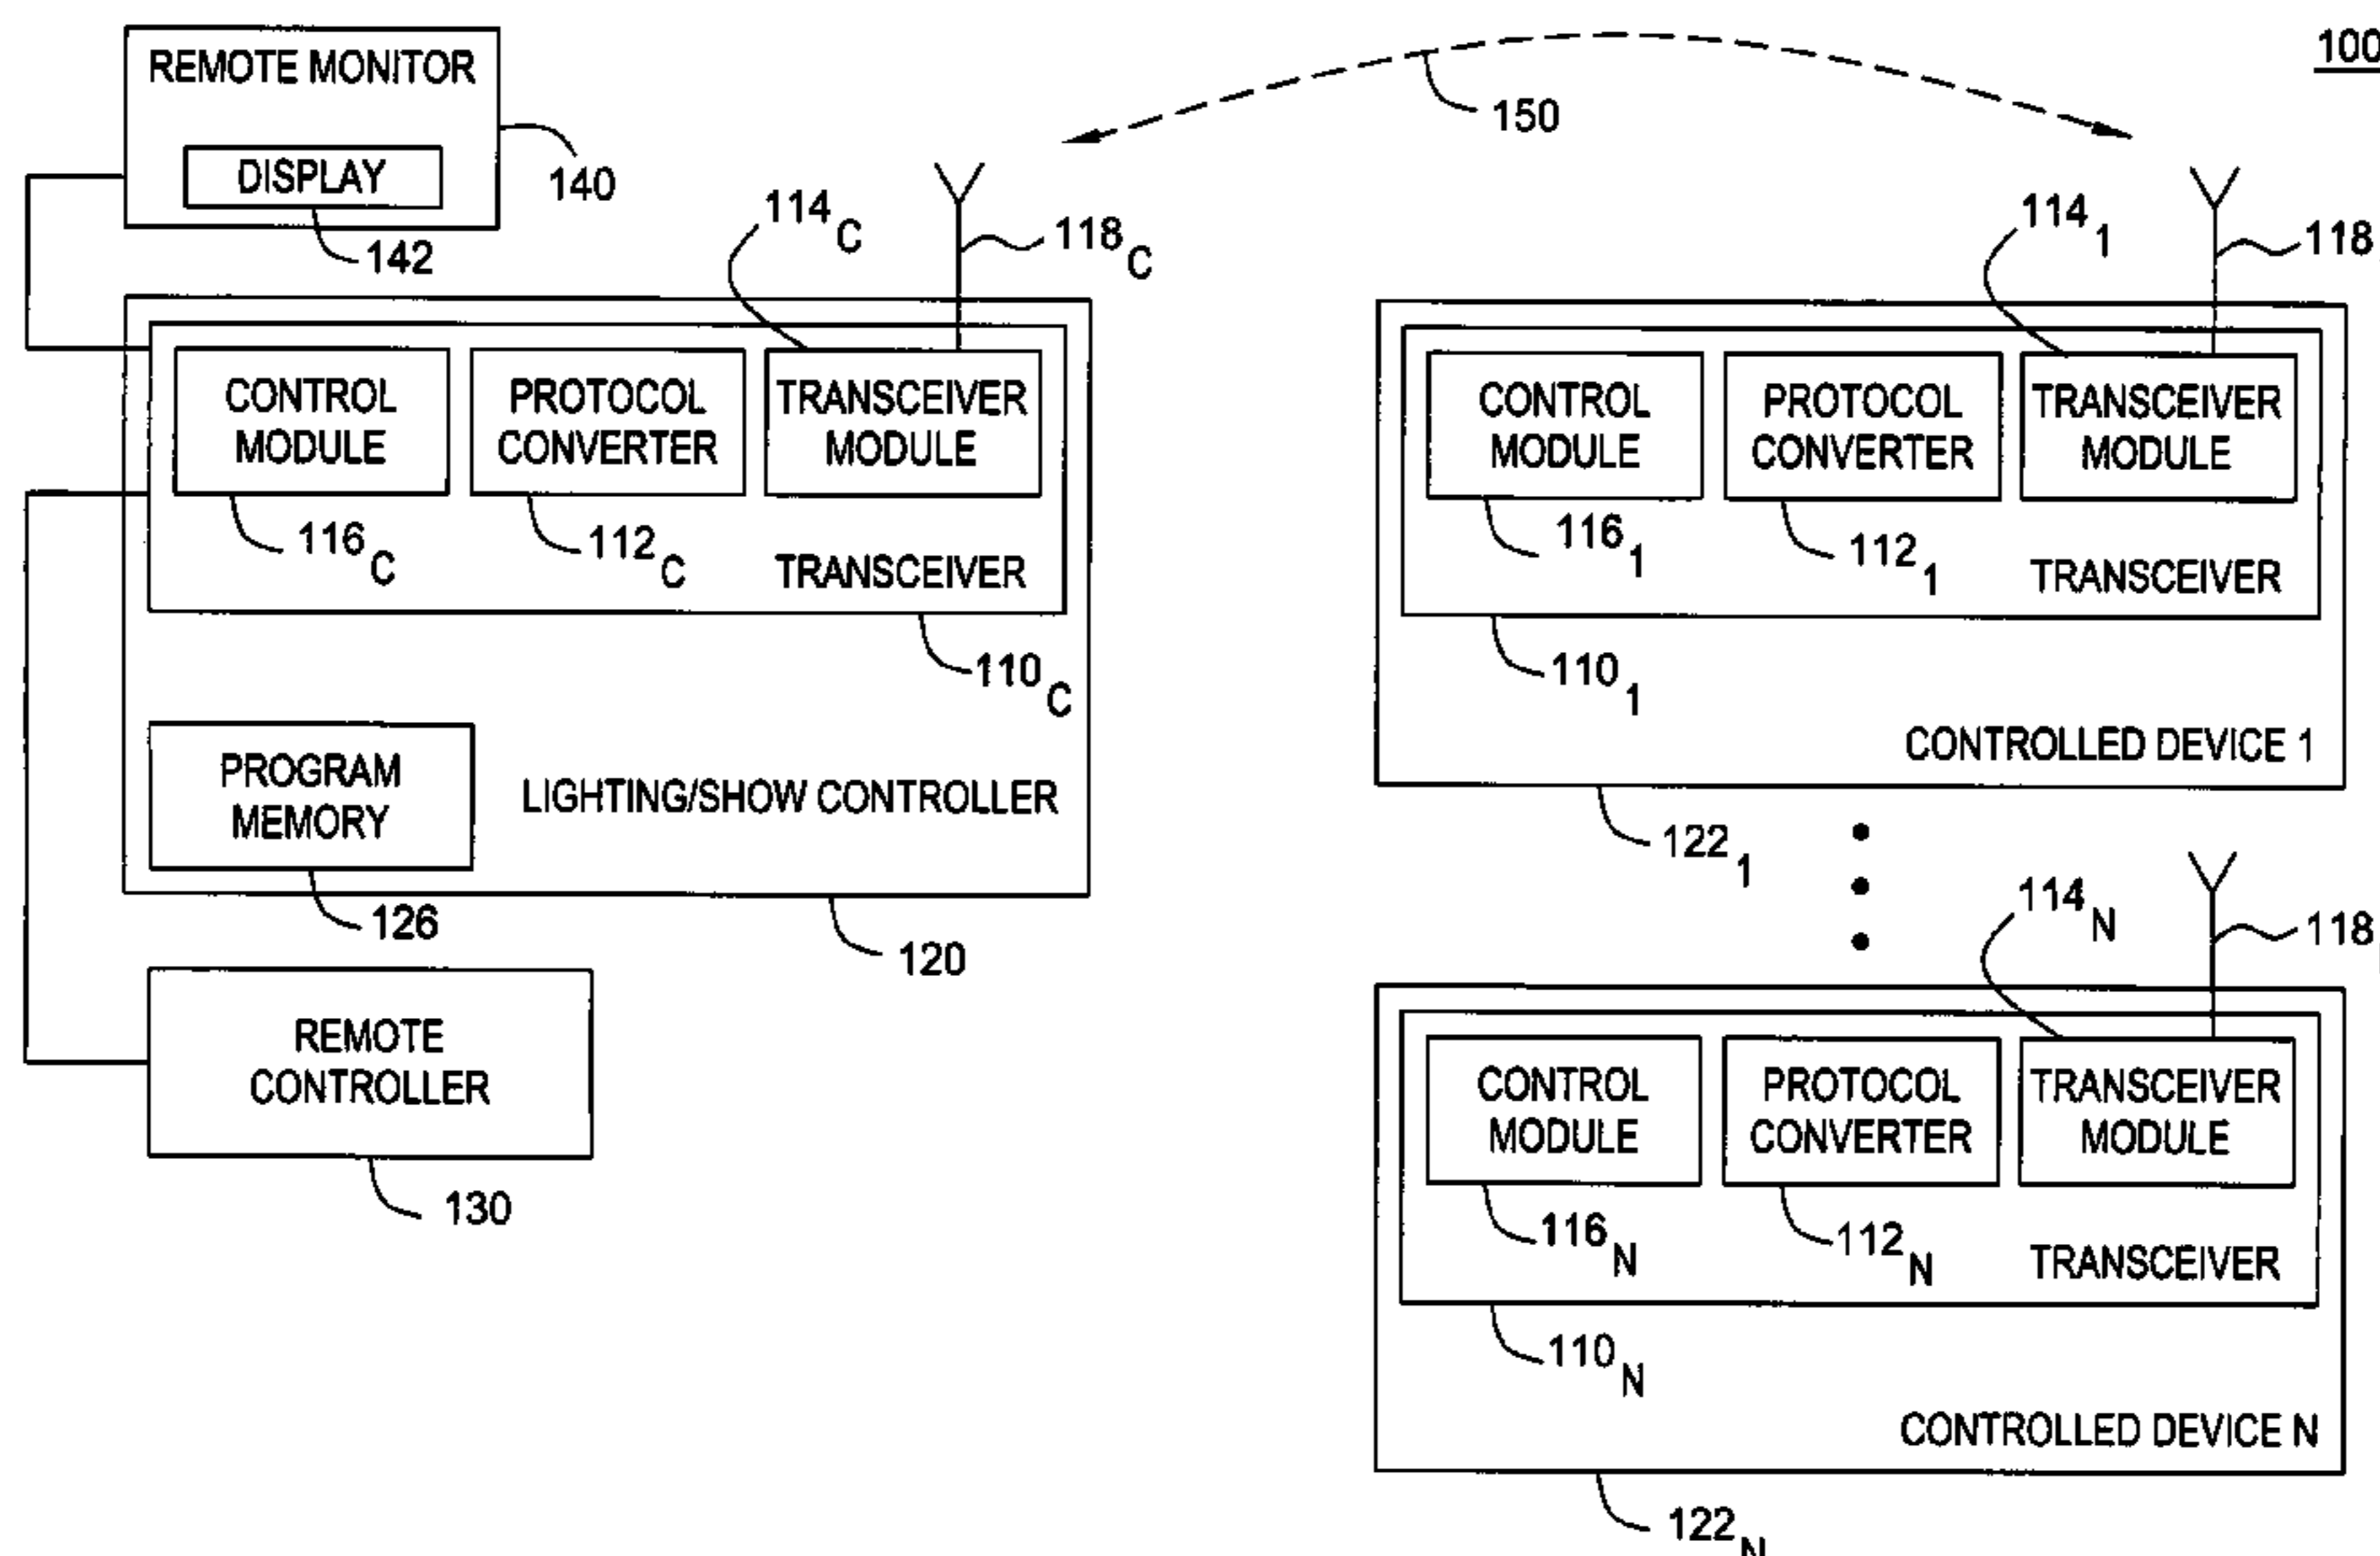 100
REMOTE MONITOR
DISPLAY
140
142
150
114C
118C
CONTROL
MODULE
PROTOCOL
CONVERTER
TRANSCEIVER
MODULE
116C
112C
TRANSCEIVER
110C
PROGRAM
MEMORY
LIGHTING/SHOW CONTROLLER
126
120
REMOTE
CONTROLLER
130
1141
118
CONTROL
MODULE
PROTOCOL
CONVERTER
TRANSCEIVER
MODULE
1161
1121
TRANSCEIVER
1101
CONTROLLED DEVICE 1
1221
114N
118
CONTROL
MODULE
PROTOCOL
CONVERTER
TRANSCEIVER
MODULE
116N
112N
TRANSCEIVER
110N
CONTROLLED DEVICE N
122N